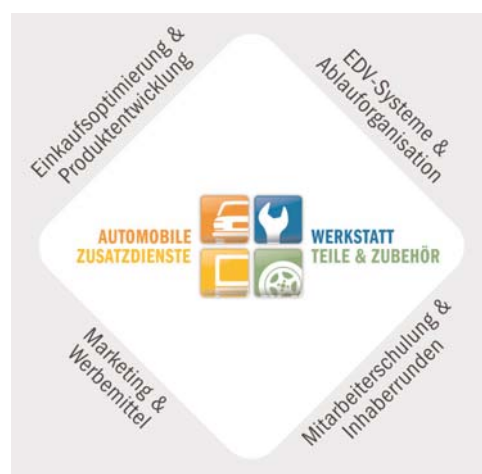 Einkaufsoptimierung &
Produktentwicklung
EDV-Systeme &
Ablauforganisation
AUTOMOBILE
ZUSATZDIENSTE
WERKSTATT
TEILE & ZUBEHÖR
Marketing &
Werbemittel
Mitarbeiterschulung &
Inhaberrunden